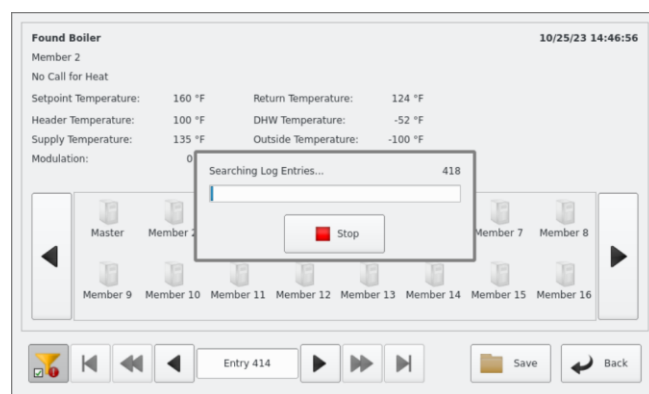 Found Boiler 10/25/23 14:46:56
Member 2
No Call for Heat
Setpoint Temperature: 160 °F Return Temperature: 124 °F
Header Temperature: 100 °F DHW Temperature: -52 °F
Supply Temperature: 135 °F Outside Temperature: -100 °F
Modulation: 0
Searching Log Entries... 418
Stop
Master Member 2 Member 7 Member 8
Member 9 Member 10 Member 11 Member 12 Member 13 Member 14 Member 15 Member 16
Entry 414 Save Back